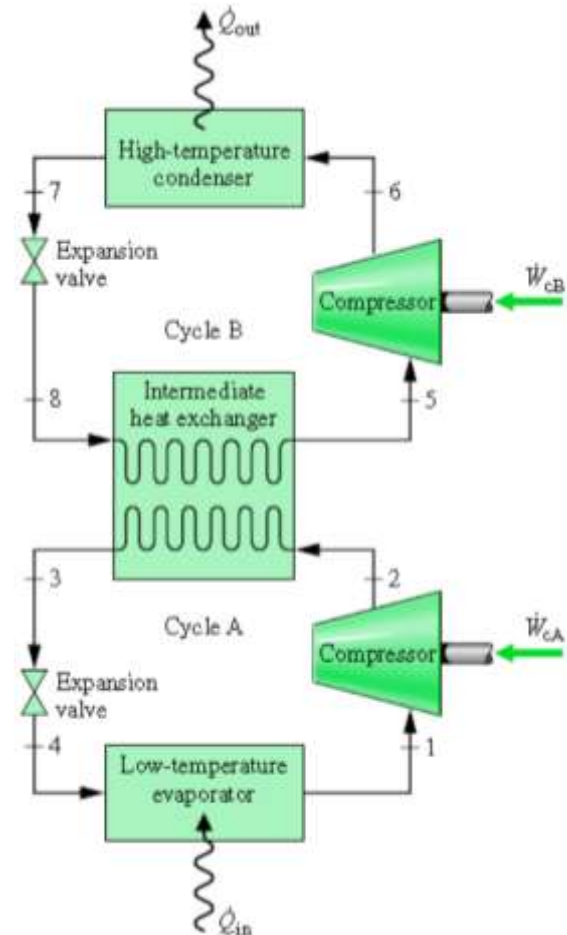 Q̇out
High-temperature
condenser
7
6
Expansion
valve
Compressor
ẆcB
Cycle B
8
Intermediate
heat exchanger
5
3
2
Cycle A
Compressor
ẆcA
Expansion
valve
4
1
Low-temperature
evaporator
Q̇in